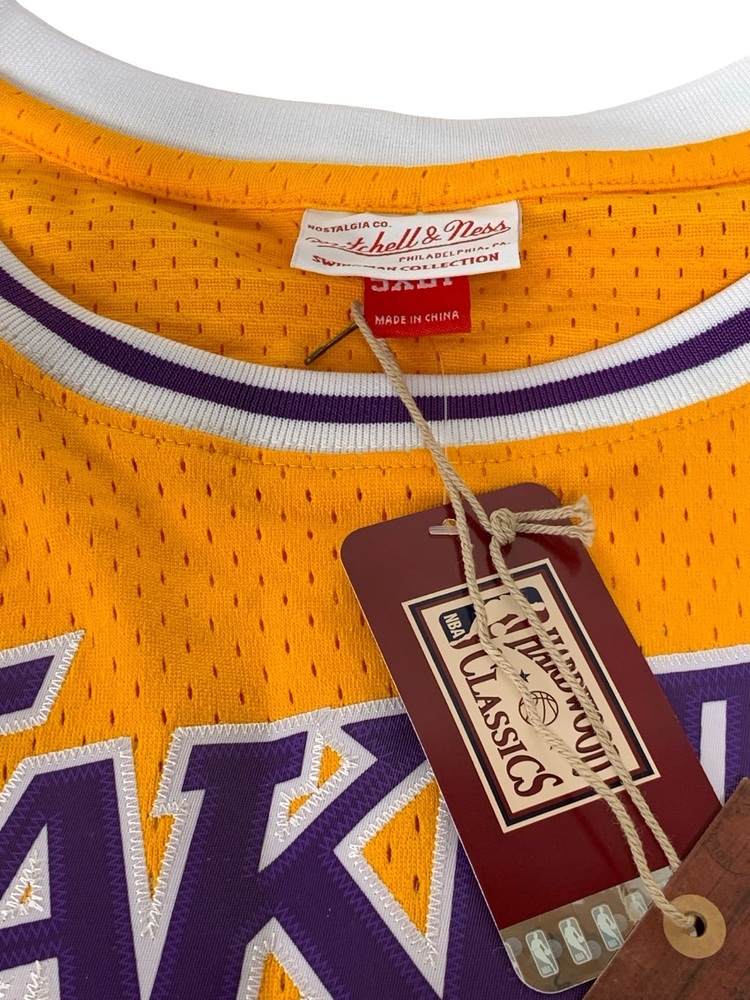 NOSTALGIA CO.
Mitchell & Ness
PHILADELPHIA, PA.
SWINGMAN COLLECTION
MADE IN CHINA
NBA
HARDWOOD
CLASSICS
AK